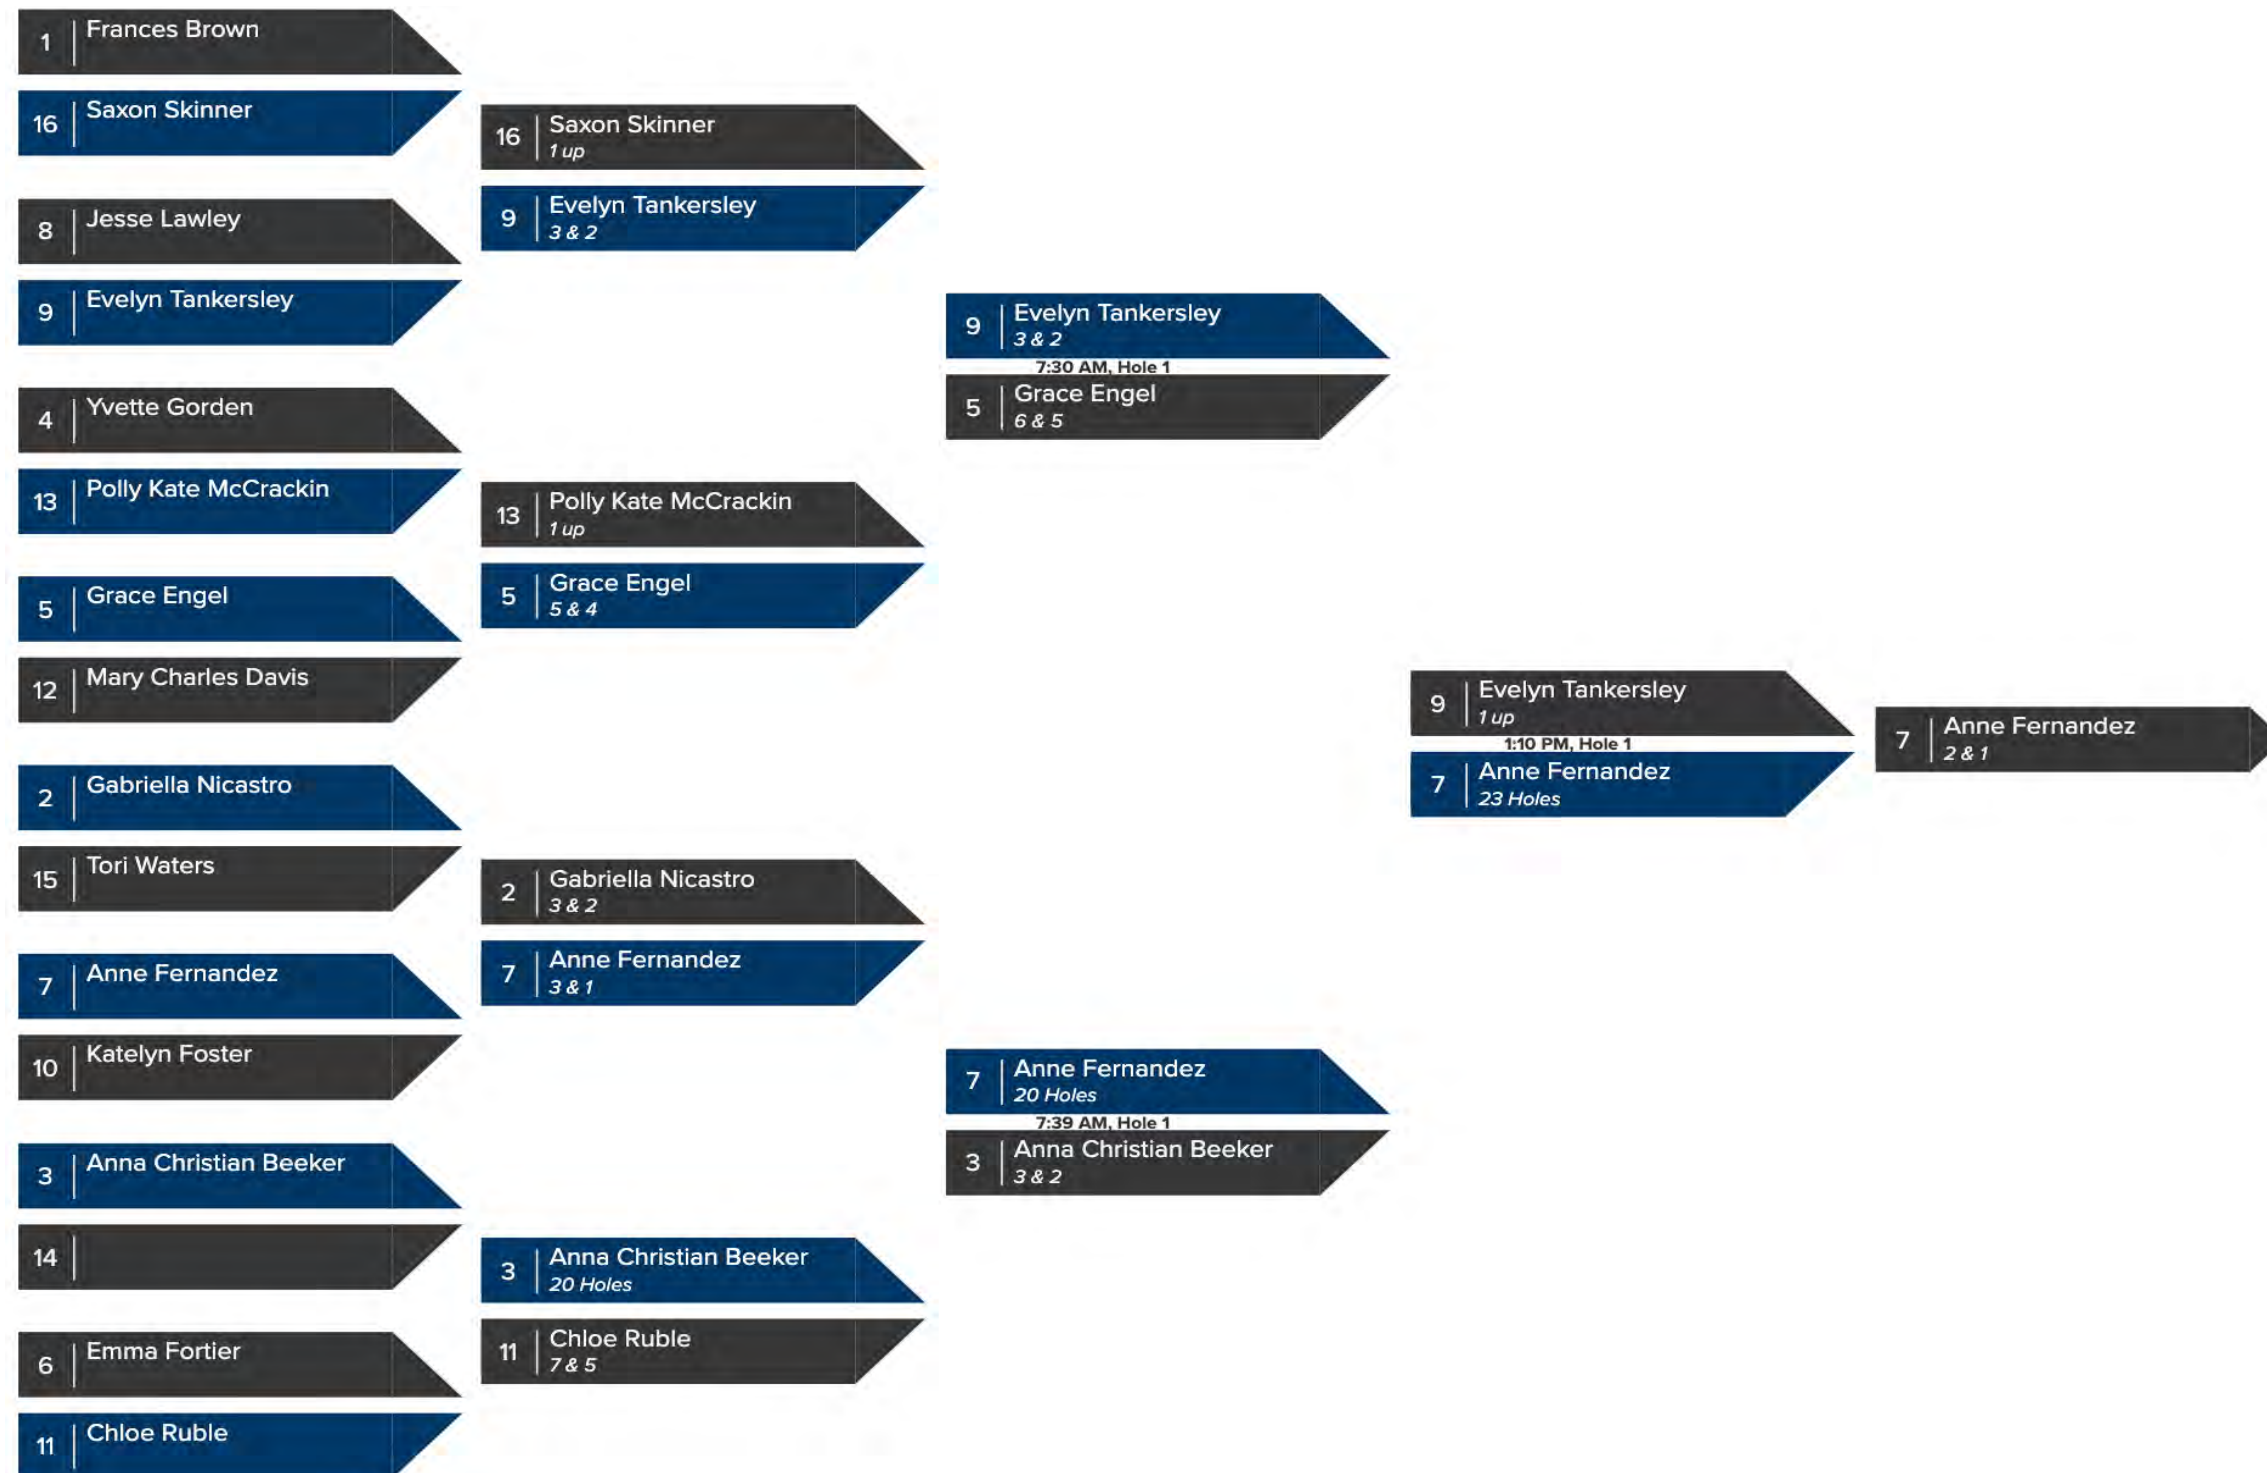 1 Frances Brown
16 Saxon Skinner
8 Jesse Lawley
9 Evelyn Tankersley
4 Yvette Gorden
13 Polly Kate McCrackin
5 Grace Engel
12 Mary Charles Davis
2 Gabriella Nicastro
15 Tori Waters
7 Anne Fernandez
10 Katelyn Foster
3 Anna Christian Beeker
14
6 Emma Fortier
11 Chloe Ruble
16 Saxon Skinner
1 up
9 Evelyn Tankersley
3 & 2
13 Polly Kate McCrackin
1 up
5 Grace Engel
5 & 4
2 Gabriella Nicastro
3 & 2
7 Anne Fernandez
3 & 1
3 Anna Christian Beeker
20 Holes
11 Chloe Ruble
7 & 5
9 Evelyn Tankersley
3 & 2
7:30 AM, Hole 1
5 Grace Engel
6 & 5
7 Anne Fernandez
20 Holes
7:39 AM, Hole 1
3 Anna Christian Beeker
3 & 2
9 Evelyn Tankersley
1 up
1:10 PM, Hole 1
7 Anne Fernandez
23 Holes
7 Anne Fernandez
2 & 1